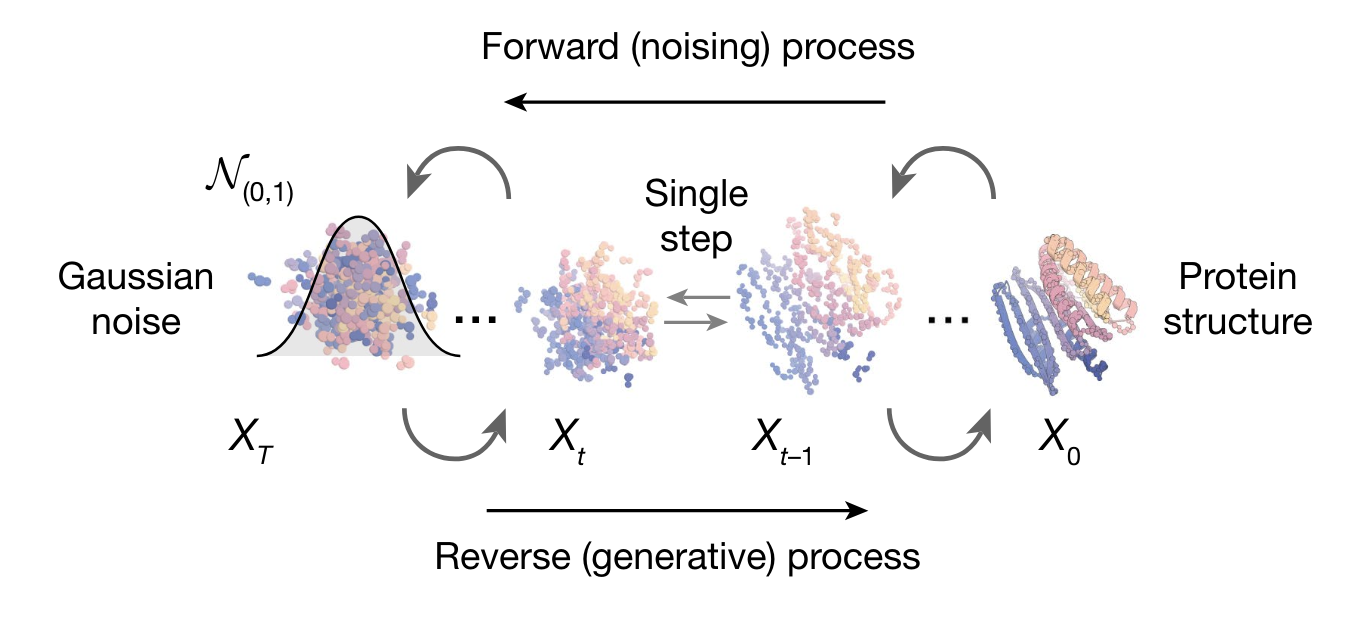 Forward (noising) process
𝒩(0,1)
Single
step
Gaussian
noise
...
...
Protein
structure
X_T
X_t
X_t–1
X_0
Reverse (generative) process